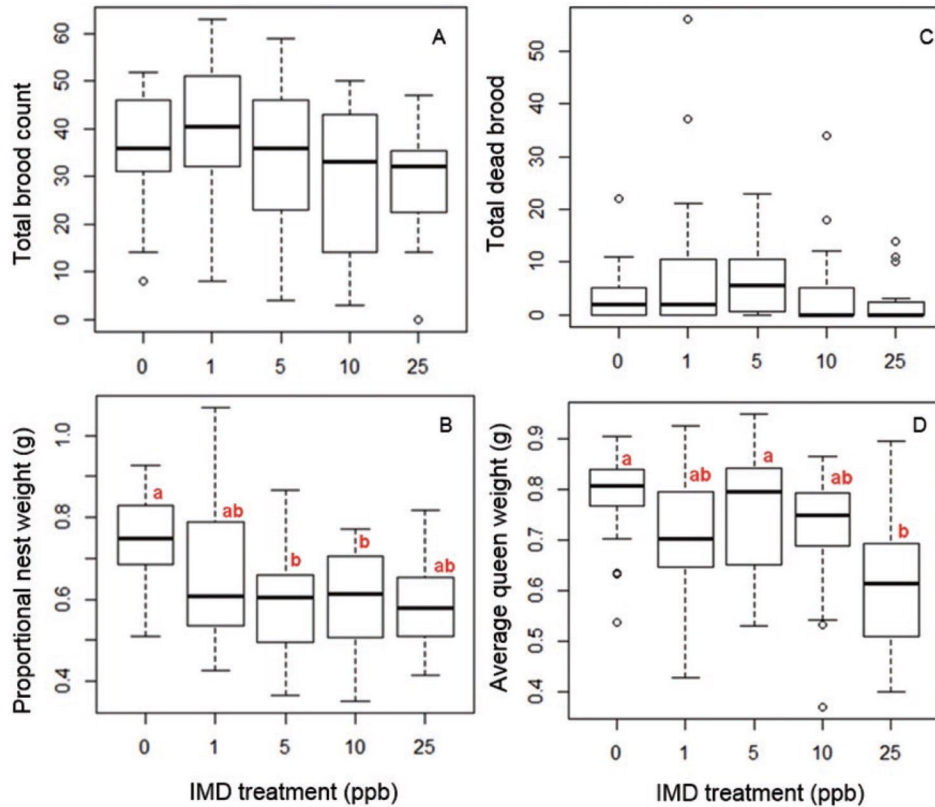 A
Total brood count
60
50
40
30
20
10
0
0 1 5 10 25
C
Total dead brood
50
40
30
20
10
0
0 1 5 10 25
B
Proportional nest weight (g)
1.0
0.8
0.6
0.4
a ab b b ab
0 1 5 10 25
IMD treatment (ppb)
D
Average queen weight (g)
0.9
0.8
0.7
0.6
0.5
0.4
a ab a ab b
0 1 5 10 25
IMD treatment (ppb)